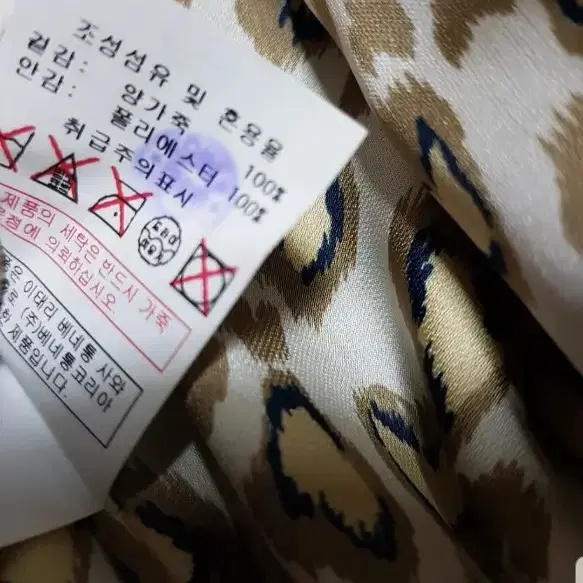 조성섬유 및 혼용율
겉감: 양가죽 100%
안감: 폴리에스터 100%
취급주의표시
제품의 세탁은 반드시 가죽
에 의뢰하십시오.
은 이태리 베네통 사와
(주)베네통코리아
제품입니다.